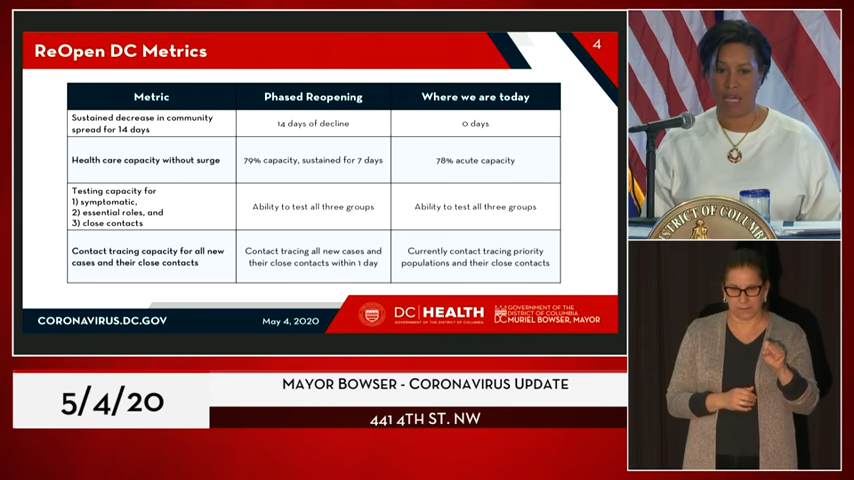 ReOpen DC Metrics
4
Metric
Phased Reopening
Where we are today
Sustained decrease in community
spread for 14 days
14 days of decline
0 days
Health care capacity without surge
79% capacity, sustained for 7 days
78% acute capacity
Testing capacity for
1) symptomatic,
2) essential roles, and
3) close contacts
Ability to test all three groups
Ability to test all three groups
Contact tracing capacity for all new
cases and their close contacts
Contact tracing all new cases and
their close contacts within 1 day
Currently contact tracing priority
populations and their close contacts
CORONAVIRUS.DC.GOV
May 4, 2020
DC HEALTH
GOVERNMENT OF THE DISTRICT OF COLUMBIA
GOVERNMENT OF THE
DISTRICT OF COLUMBIA
DC MURIEL BOWSER, MAYOR
DISTRICT OF COLUMB
5/4/20
MAYOR BOWSER - CORONAVIRUS UPDATE
441 4TH ST. NW